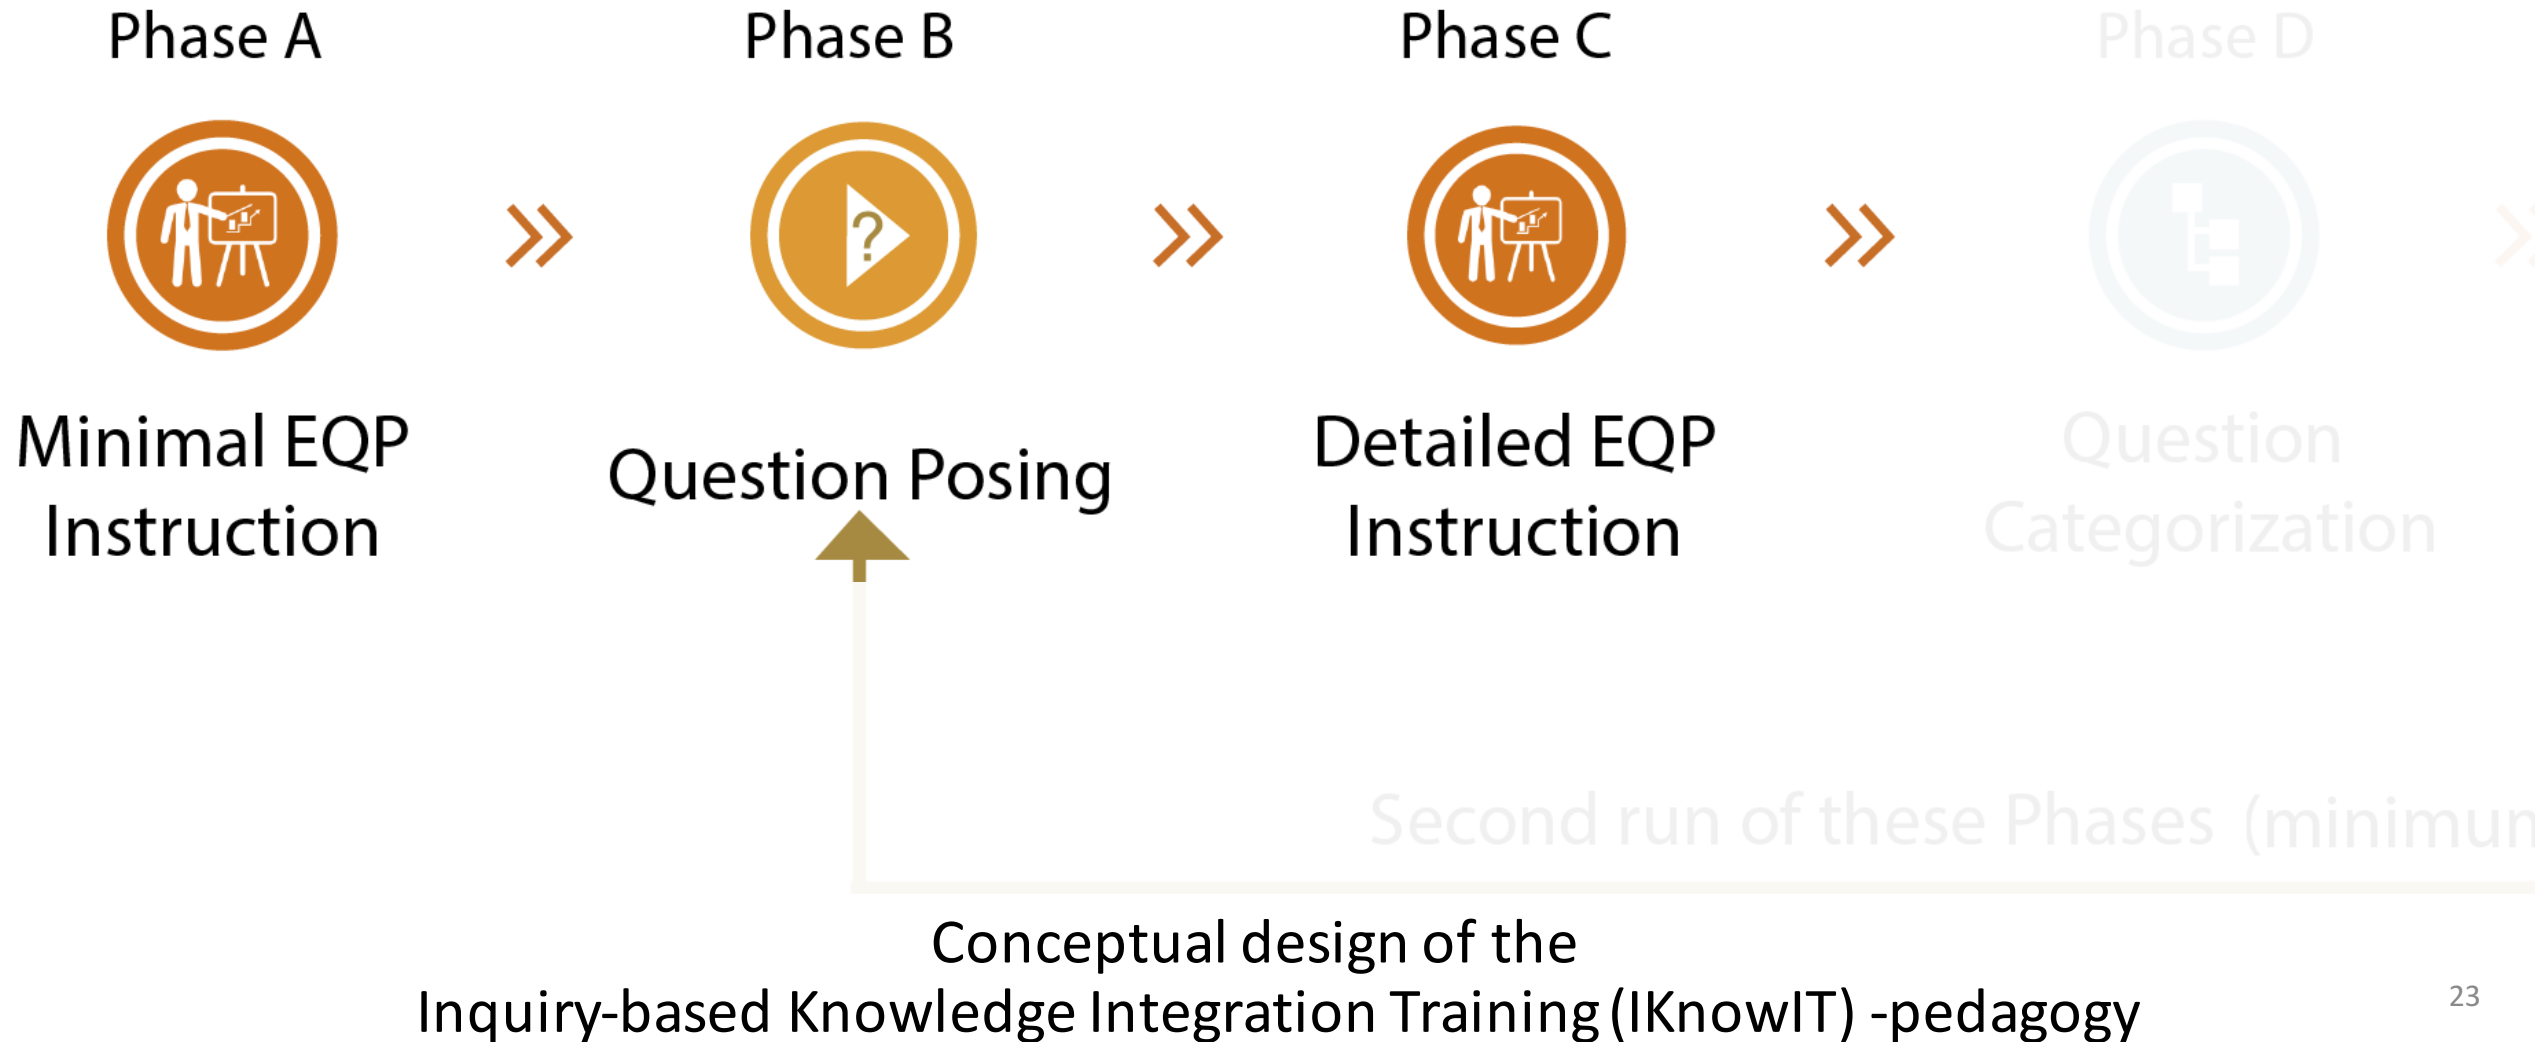 Phase A
Phase B
Phase C
Phase D
?
Minimal EQP
Instruction
Question Posing
Detailed EQP
Instruction
Question
Categorization
Second run of these Phases (minimum
Conceptual design of the
Inquiry-based Knowledge Integration Training (IKnowIT) -pedagogy
23